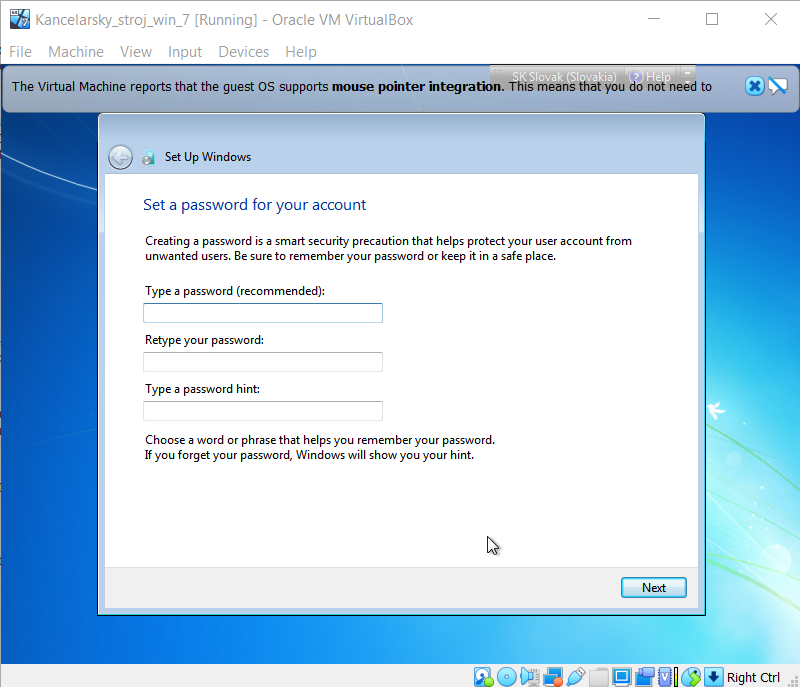 Kancelarsky_stroj_win_7 [Running] - Oracle VM VirtualBox
File Machine View Input Devices Help
SK Slovak (Slovakia) ? Help
The Virtual Machine reports that the guest OS supports mouse pointer integration. This means that you do not need to
Set Up Windows
Set a password for your account
Creating a password is a smart security precaution that helps protect your user account from
unwanted users. Be sure to remember your password or keep it in a safe place.
Type a password (recommended):
Retype your password:
Type a password hint:
Choose a word or phrase that helps you remember your password.
If you forget your password, Windows will show you your hint.
Next
Right Ctrl